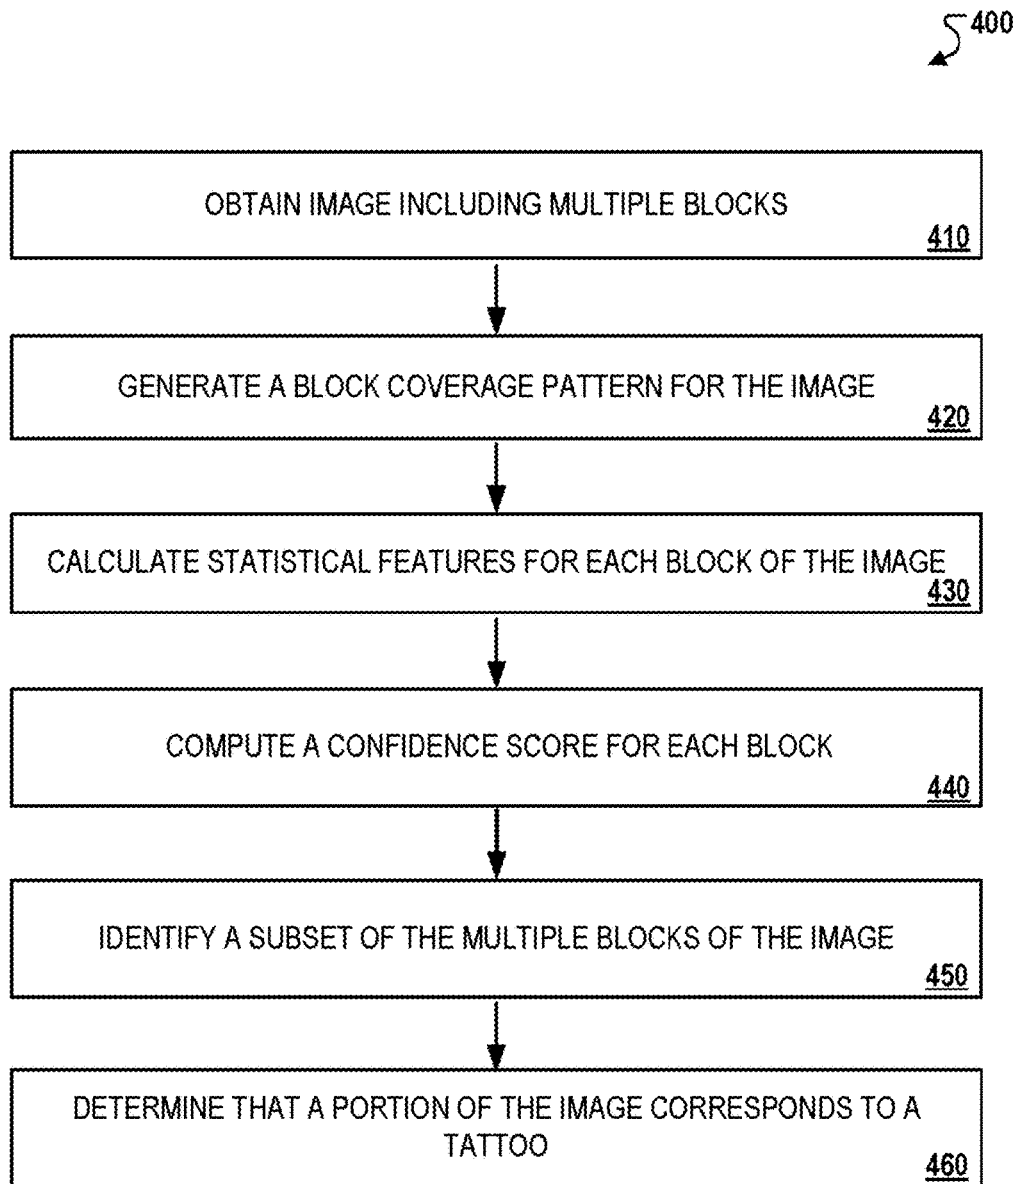 400
OBTAIN IMAGE INCLUDING MULTIPLE BLOCKS
410
GENERATE A BLOCK COVERAGE PATTERN FOR THE IMAGE
420
CALCULATE STATISTICAL FEATURES FOR EACH BLOCK OF THE IMAGE
430
COMPUTE A CONFIDENCE SCORE FOR EACH BLOCK
440
IDENTIFY A SUBSET OF THE MULTIPLE BLOCKS OF THE IMAGE
450
DETERMINE THAT A PORTION OF THE IMAGE CORRESPONDS TO A
TATTOO
460